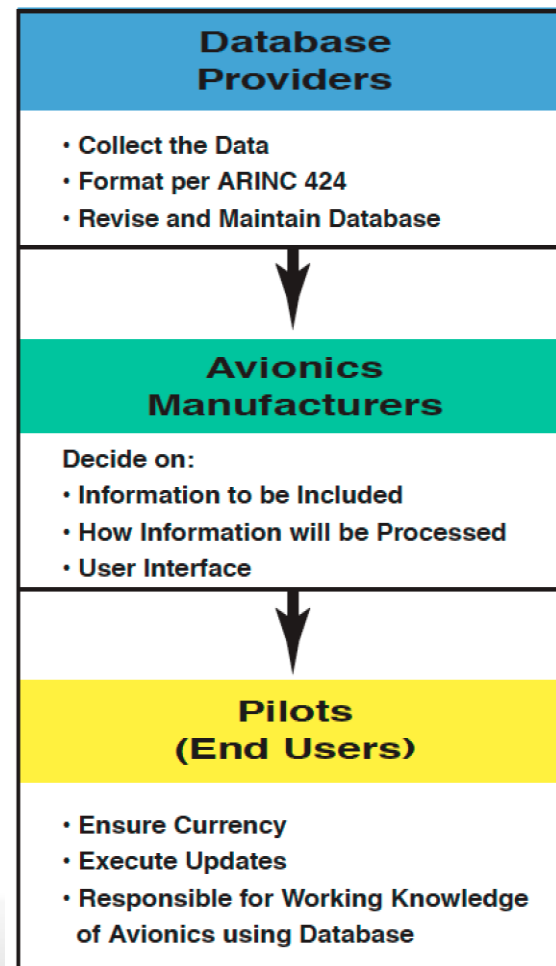 Database
Providers
• Collect the Data
• Format per ARINC 424
• Revise and Maintain Database
Avionics
Manufacturers
Decide on:
• Information to be Included
• How Information will be Processed
• User Interface
Pilots
(End Users)
• Ensure Currency
• Execute Updates
• Responsible for Working Knowledge
of Avionics using Database